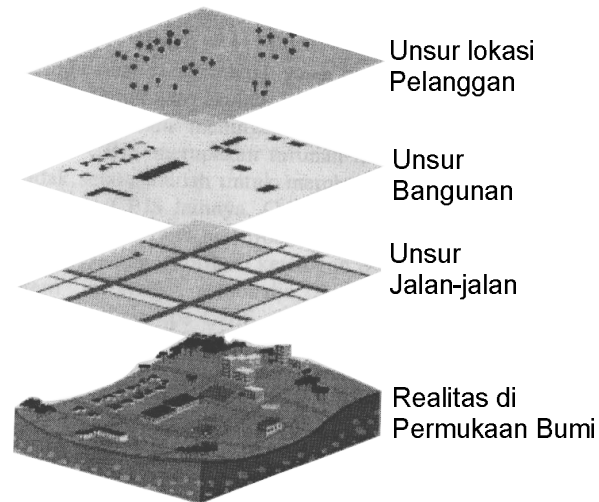 Unsur lokasi
Pelanggan
Unsur
Bangunan
Unsur
Jalan-jalan
Realitas di
Permukaan Bumi